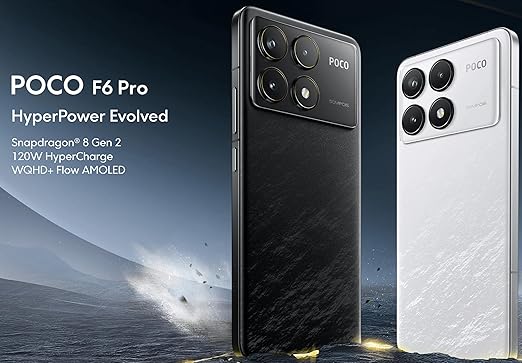 POCO F6 Pro
HyperPower Evolved
Snapdragon® 8 Gen 2
120W HyperCharge
WQHD+ Flow AMOLED
POCO
POCO